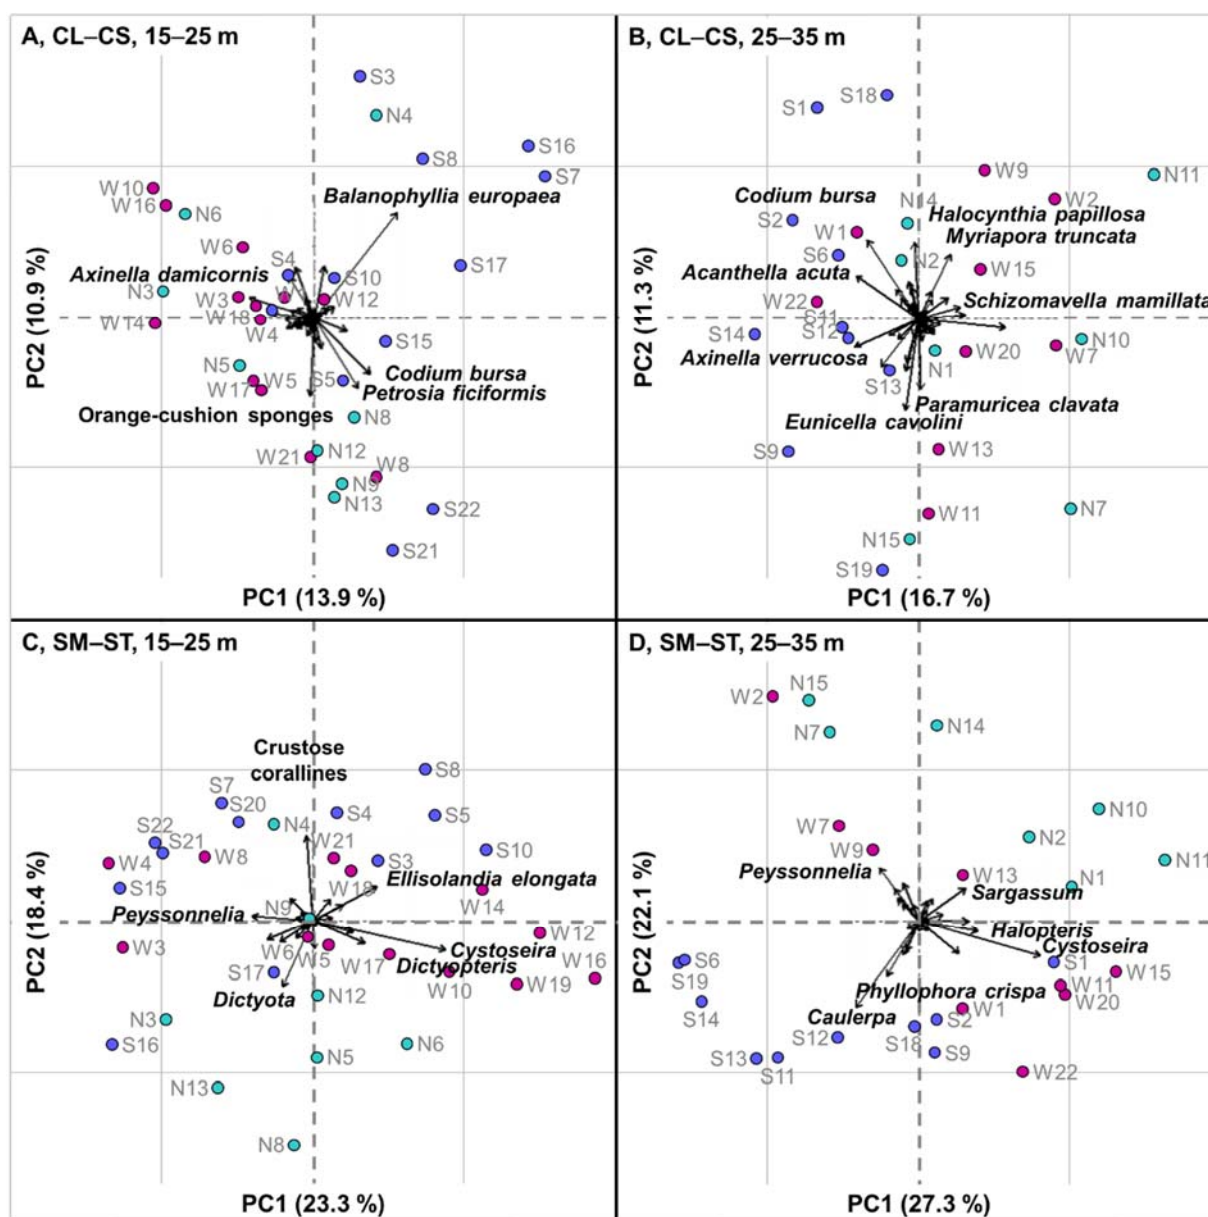 A, CL–CS, 15–25 m
S3
N4
S16
S8
S7
W10
W16
N6
Balanophyllia europaea
W6
S4
S17
Axinella damicornis
S10
N3
W3
W12
W14
W18
W4
S15
N5
W5
S5
Codium bursa
W17
Petrosia ficiformis
Orange-cushion sponges
N8
N12
W21
W8
N9
N13
S22
S21
PC2 (10.9 %)
PC1 (13.9 %)
B, CL–CS, 25–35 m
S18
S1
W9
N11
Codium bursa
W2
N14
Halocynthia papillosa
S2
W1
Myriapora truncata
S6
N2
W15
Acanthella acuta
W22
Schizomavella mamillata
S11
S14
S12
N10
Axinella verrucosa
W20
W7
N1
S13
Paramuricea clavata
Eunicella cavolini
S9
W13
W11
N7
N15
S19
PC2 (11.3 %)
PC1 (16.7 %)
C, SM–ST, 15–25 m
Crustose
corallines
S8
S7
S20
S4
S5
S22
N4
S21
W21
S10
W4
W8
S3
S15
W18
Ellisolandia elongata
W14
Peyssonnelia
N9
W12
W3
W6
W5
Cystoseira
W17
Dictyopteris
W16
S17
W10
W19
Dictyota
N12
N3
S16
N5
N6
N13
N8
PC2 (18.4 %)
PC1 (23.3 %)
D, SM–ST, 25–35 m
W2
N15
N7
N14
N10
W7
N2
W9
N11
Peyssonnelia
W13
N1
Sargassum
Halopteris
Cystoseira
S6
S1
S19
W15
Phyllophora crispa
W11
S14
W20
Caulerpa
W1
S12
S2
S18
S13
S9
S11
W22
PC2 (22.1 %)
PC1 (27.3 %)